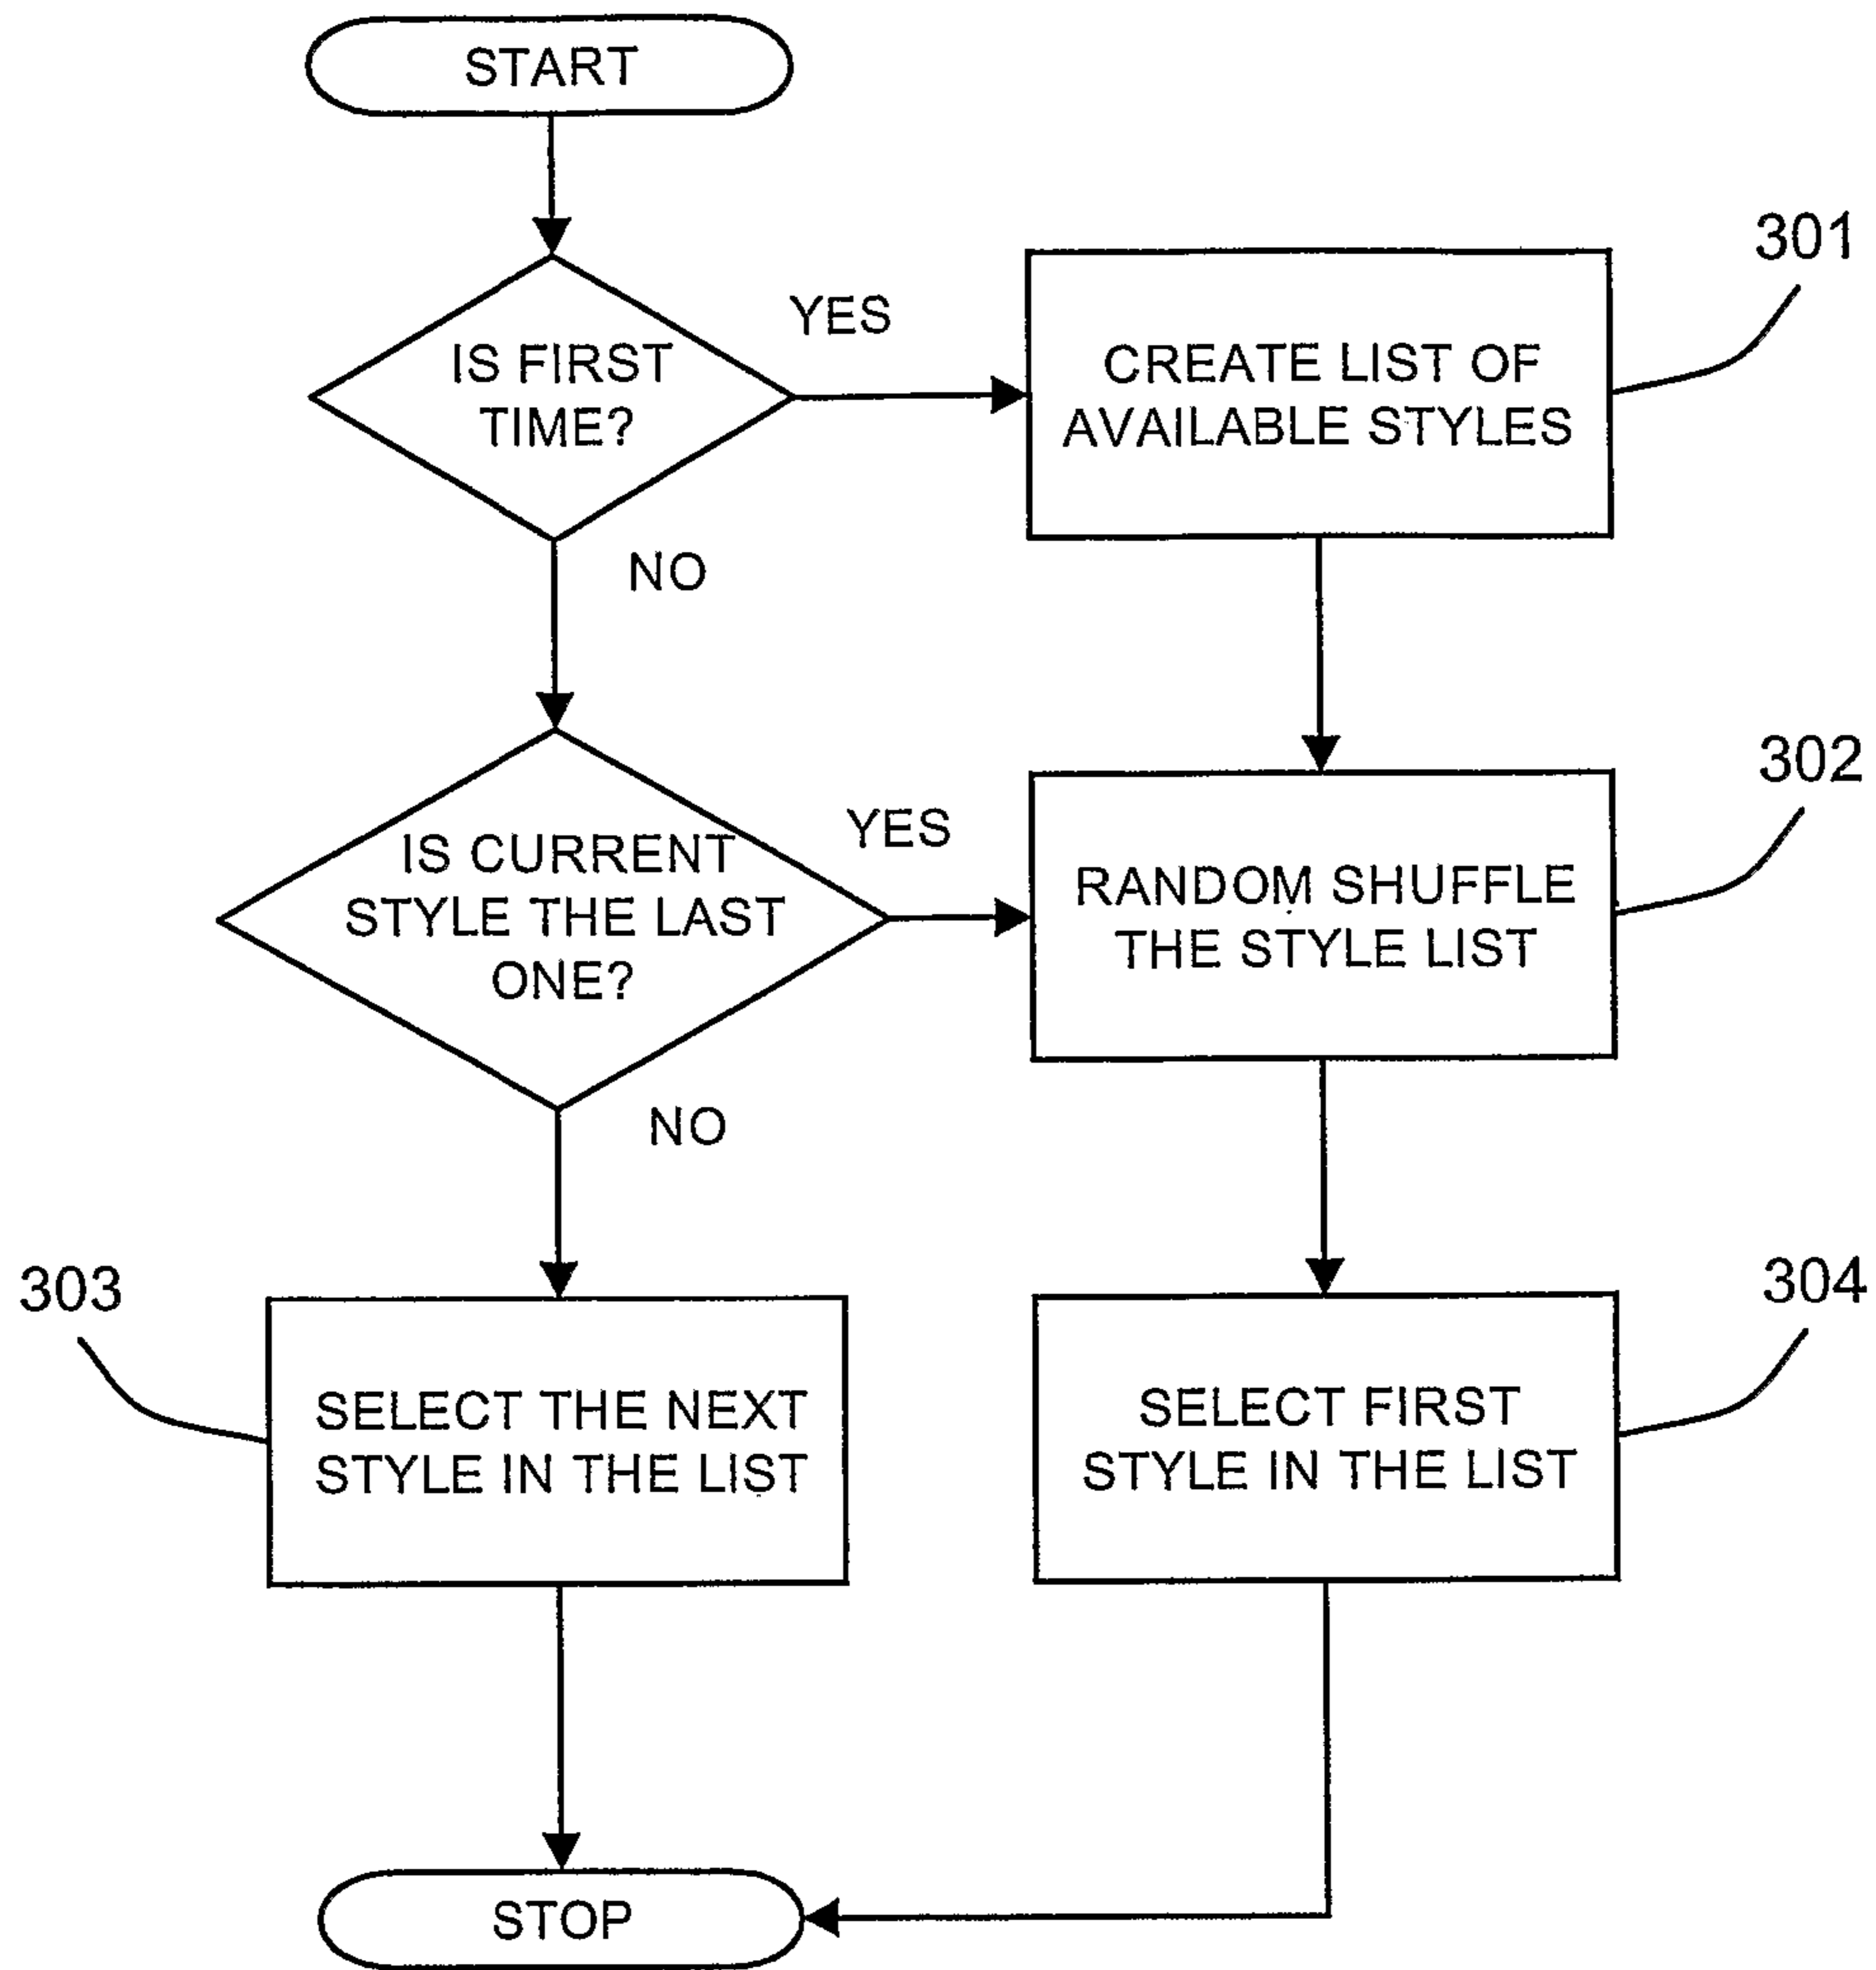 START
IS FIRST
TIME?
YES
NO
301
CREATE LIST OF
AVAILABLE STYLES
IS CURRENT
STYLE THE LAST
ONE?
YES
NO
302
RANDOM SHUFFLE
THE STYLE LIST
303
SELECT THE NEXT
STYLE IN THE LIST
304
SELECT FIRST
STYLE IN THE LIST
STOP